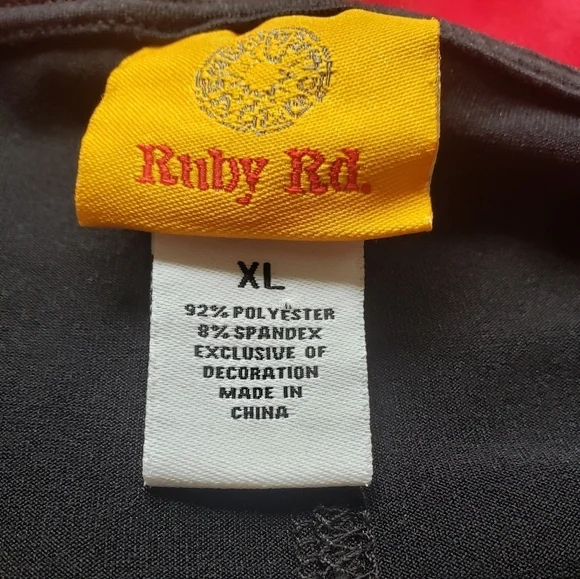 Ruby Rd.
XL
92% POLYESTER
8% SPANDEX
EXCLUSIVE OF
DECORATION
MADE IN
CHINA